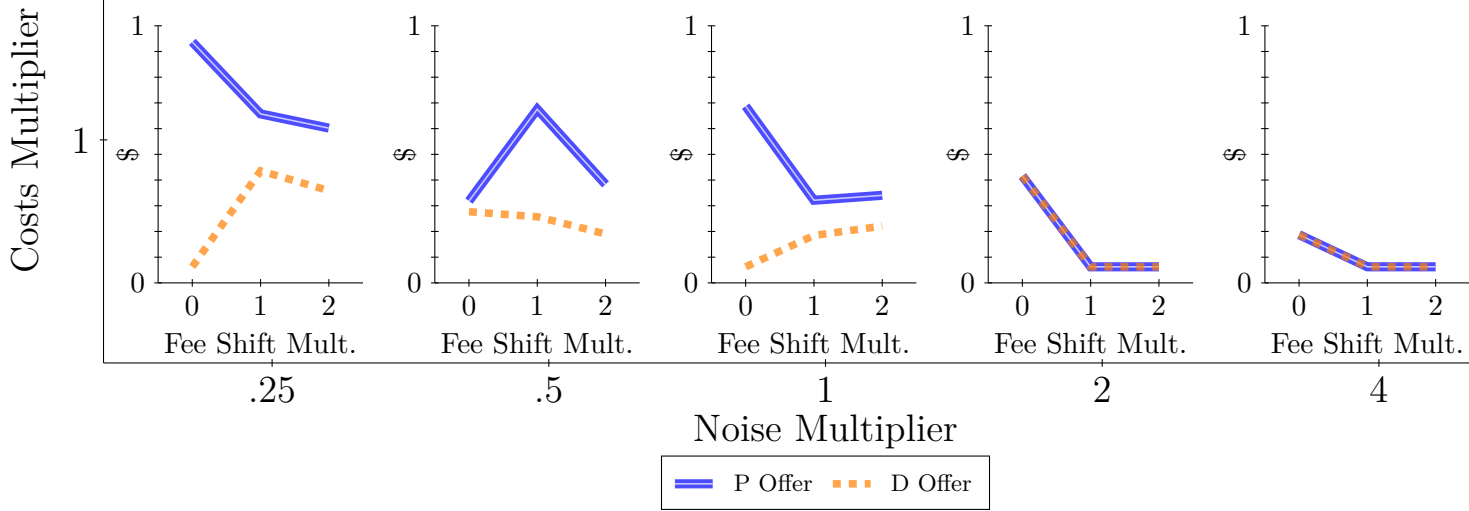 Costs Multiplier
1
1
$
0
0 1 2
Fee Shift Mult.
1
$
0
0 1 2
Fee Shift Mult.
1
$
0
0 1 2
Fee Shift Mult.
1
$
0
0 1 2
Fee Shift Mult.
1
$
0
0 1 2
Fee Shift Mult.
.25 .5 1 2 4
Noise Multiplier
P Offer D Offer